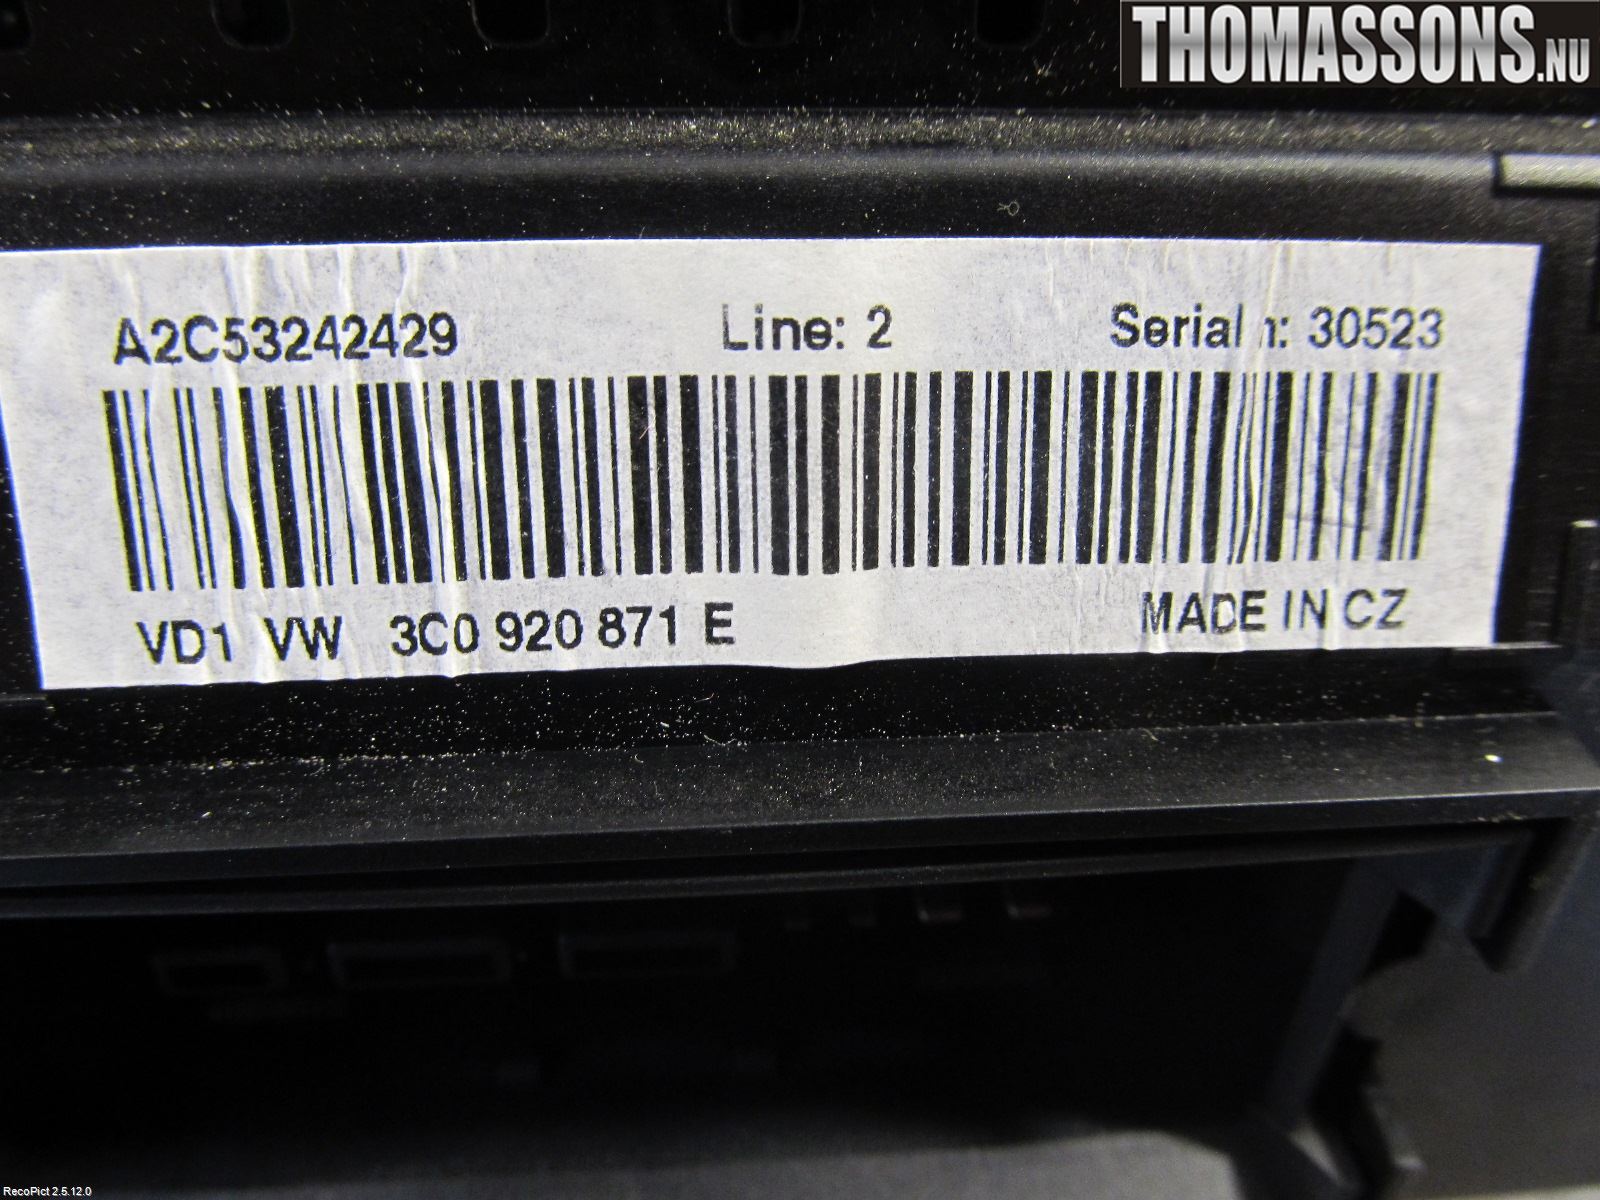 THOMASSONS.NU
A2C53242429 Line: 2 Serial n: 30523
VD1 VW 3C0 920 871 E MADE IN CZ
RecoPict 2.5.12.0